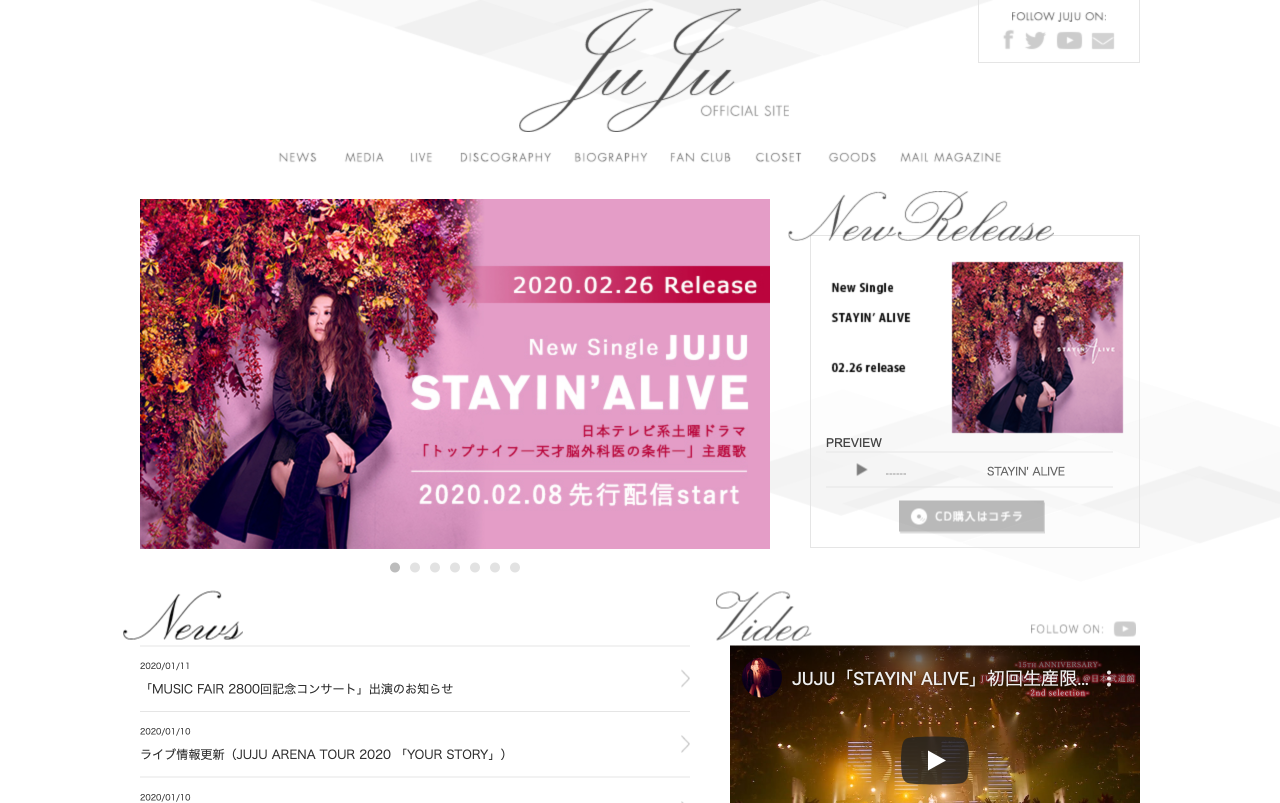 FOLLOW JUJU ON:
JuJu
OFFICIAL SITE
NEWS MEDIA LIVE DISCOGRAPHY BIOGRAPHY FAN CLUB CLOSET GOODS MAIL MAGAZINE
2020.02.26 Release
New Single JUJU
STAYIN'ALIVE
日本テレビ系土曜ドラマ
「トップナイフ―天才脳外科医の条件―」主題歌
2020.02.08 先行配信start
New Release
New Single
STAYIN' ALIVE
02.26 release
STAYIN' ALIVE
PREVIEW
------ STAYIN' ALIVE
CD購入はコチラ
News
2020/01/11
「MUSIC FAIR 2800回記念コンサート」出演のお知らせ
2020/01/10
ライブ情報更新（JUJU ARENA TOUR 2020 「YOUR STORY」）
2020/01/10
Video
FOLLOW ON:
-15TH ANNIVERSARY-
JUJU「STAYIN' ALIVE」初回生産限...
@日本武道館
-2nd selection-